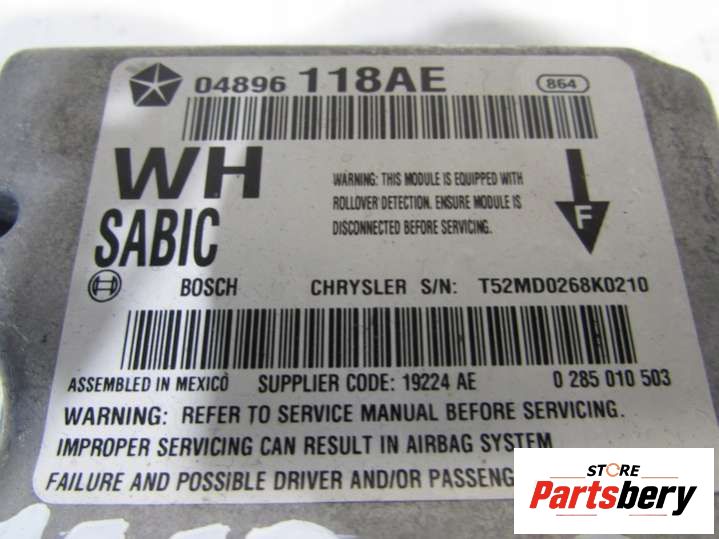 04896 118AE 864
WH
SABIC
WARNING: THIS MODULE IS EQUIPPED WITH
ROLLOVER DETECTION. ENSURE MODULE IS
DISCONNECTED BEFORE SERVICING.
F
BOSCH CHRYSLER S/N: T52MD0268K0210
ASSEMBLED IN MEXICO SUPPLIER CODE: 19224 AE 0 285 010 503
WARNING: REFER TO SERVICE MANUAL BEFORE SERVICING.
IMPROPER SERVICING CAN RESULT IN AIRBAG SYSTEM
FAILURE AND POSSIBLE DRIVER AND/OR PASSENG
STORE
Partsbery